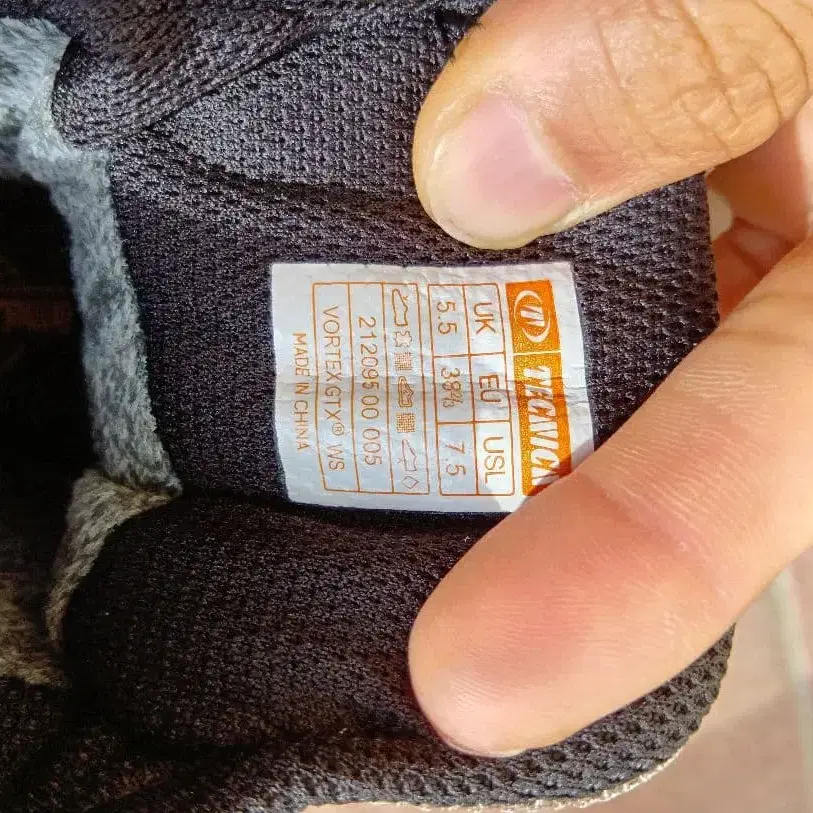 TECNICA
UK EU USL
5.5 38⅔ 7.5
21209500 005
VORTEX GTX® WS
MADE IN CHINA